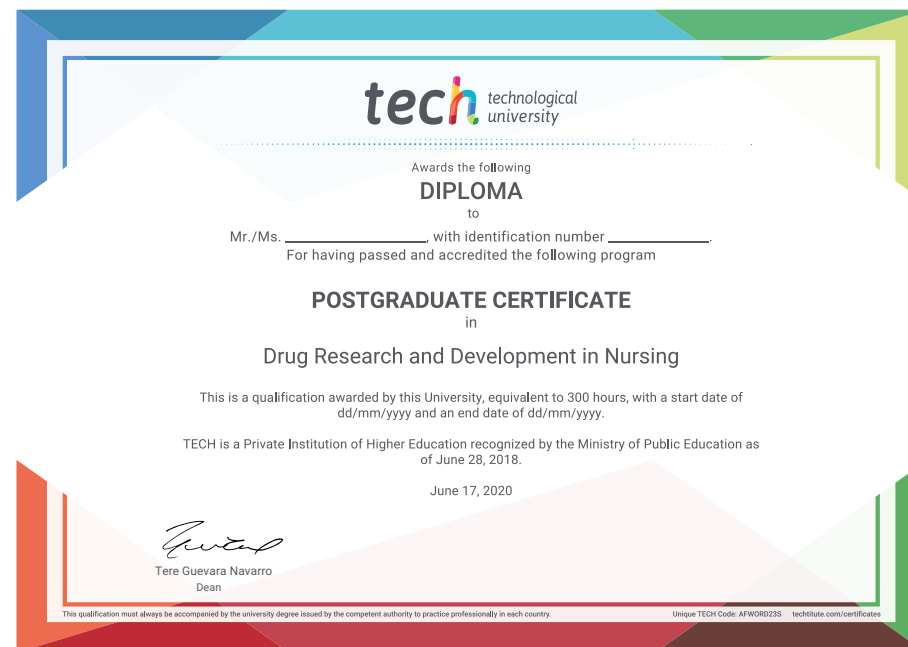 tech technological
university
Awards the following
DIPLOMA
to
Mr./Ms. ____________________, with identification number ______________.
For having passed and accredited the following program
POSTGRADUATE CERTIFICATE
in
Drug Research and Development in Nursing
This is a qualification awarded by this University, equivalent to 300 hours, with a start date of
dd/mm/yyyy and an end date of dd/mm/yyyy.
TECH is a Private Institution of Higher Education recognized by the Ministry of Public Education as
of June 28, 2018.
June 17, 2020
Tere Guevara Navarro
Dean
This qualification must always be accompanied by the university degree issued by the competent authority to practice professionally in each country. Unique TECH Code: AFWORD23S techtitute.com/certificates